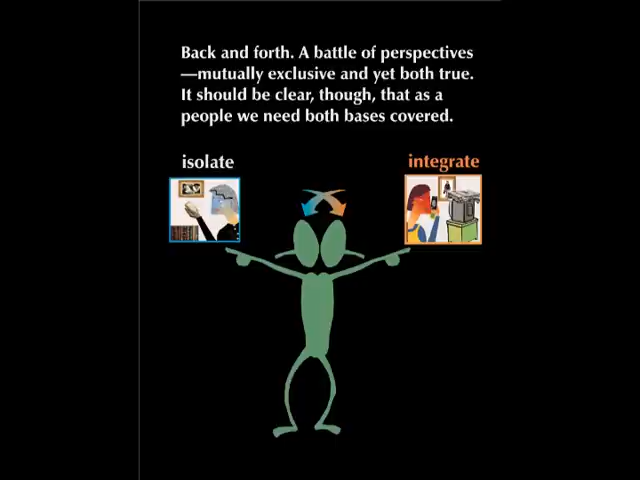 Back and forth. A battle of perspectives
—mutually exclusive and yet both true.
It should be clear, though, that as a
people we need both bases covered.
isolate
integrate